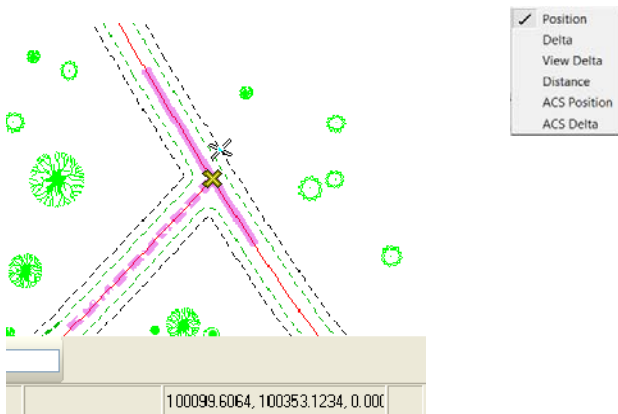 Position
Delta
View Delta
Distance
ACS Position
ACS Delta
100099.6064, 100353.1234, 0.000